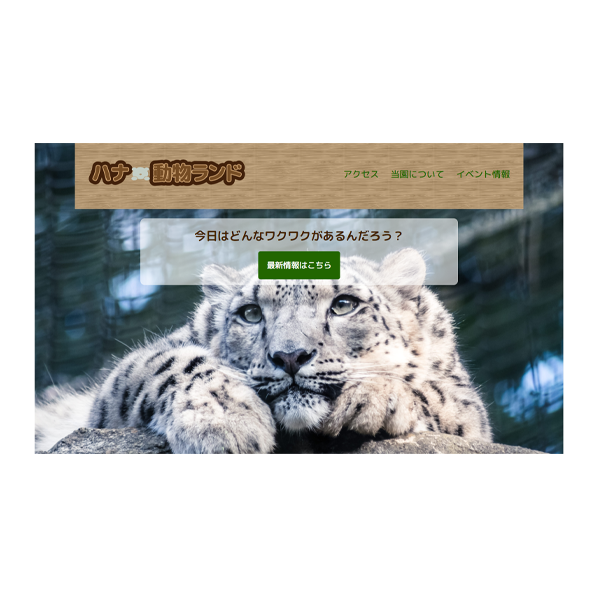 ハナ動物ランド
アクセス 当園について イベント情報
今日はどんなワクワクがあるんだろう？
最新情報はこちら